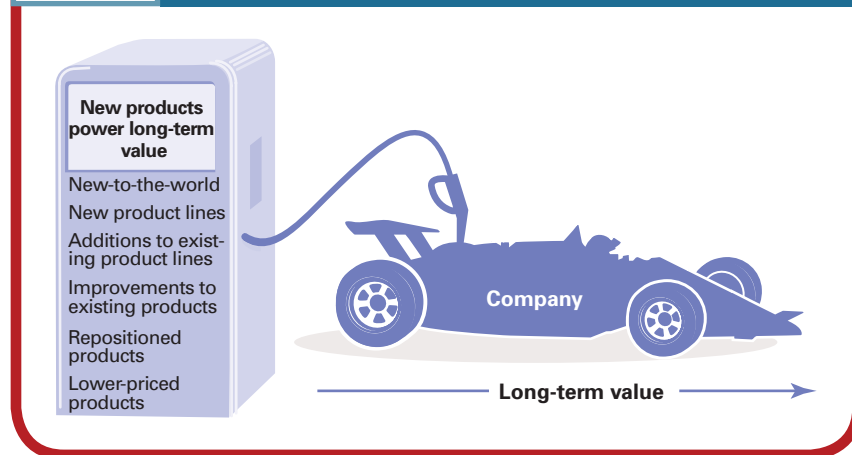 New products
power long-term
value
New-to-the-world
New product lines
Additions to exist-
ing product lines
Improvements to
existing products
Repositioned
products
Lower-priced
products
Company
Long-term value